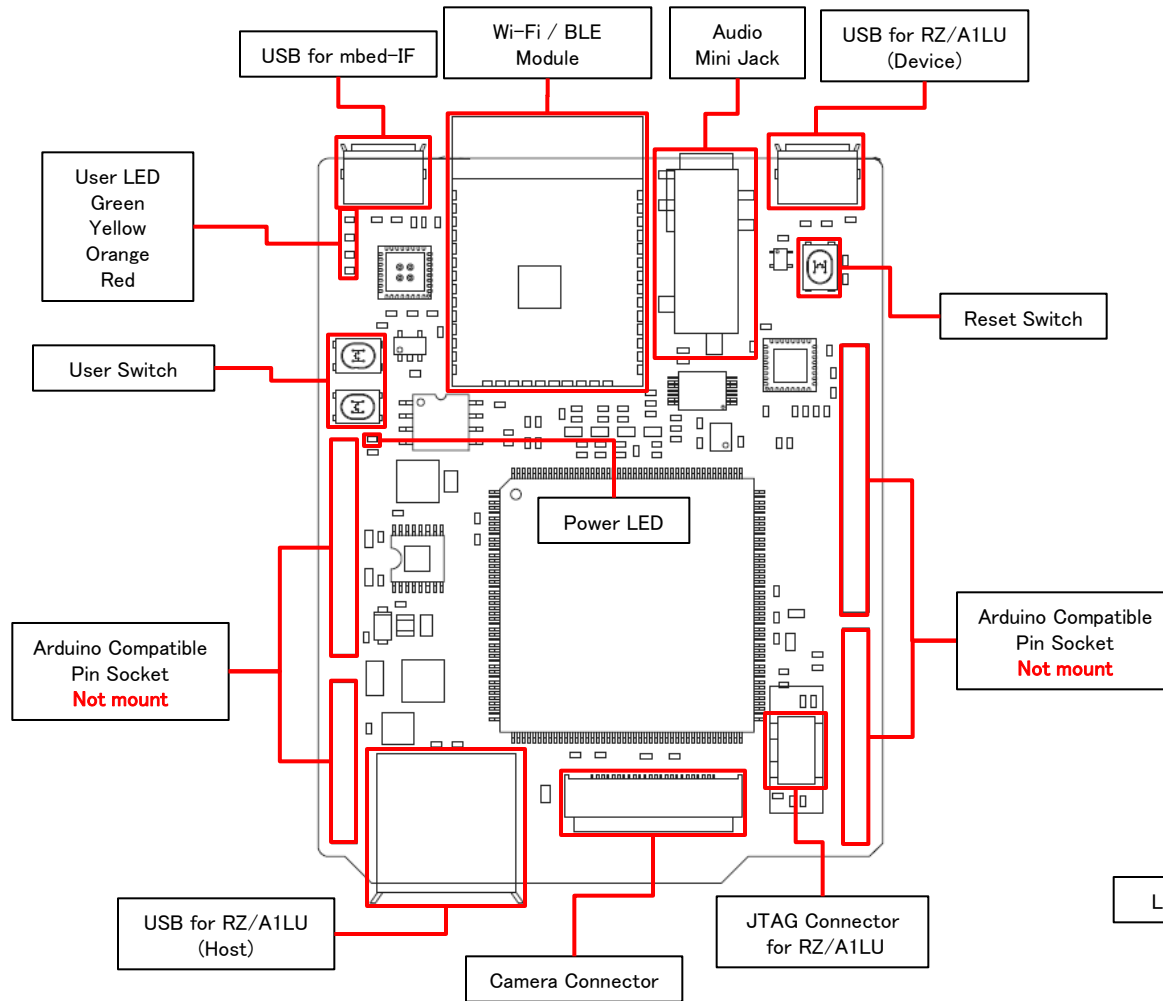 USB for mbed-IF
Wi-Fi / BLE
Module
Audio
Mini Jack
USB for RZ/A1LU
(Device)
User LED
Green
Yellow
Orange
Red
Reset Switch
User Switch
Power LED
Arduino Compatible
Pin Socket
Not mount
Arduino Compatible
Pin Socket
Not mount
USB for RZ/A1LU
(Host)
Camera Connector
JTAG Connector
for RZ/A1LU
L